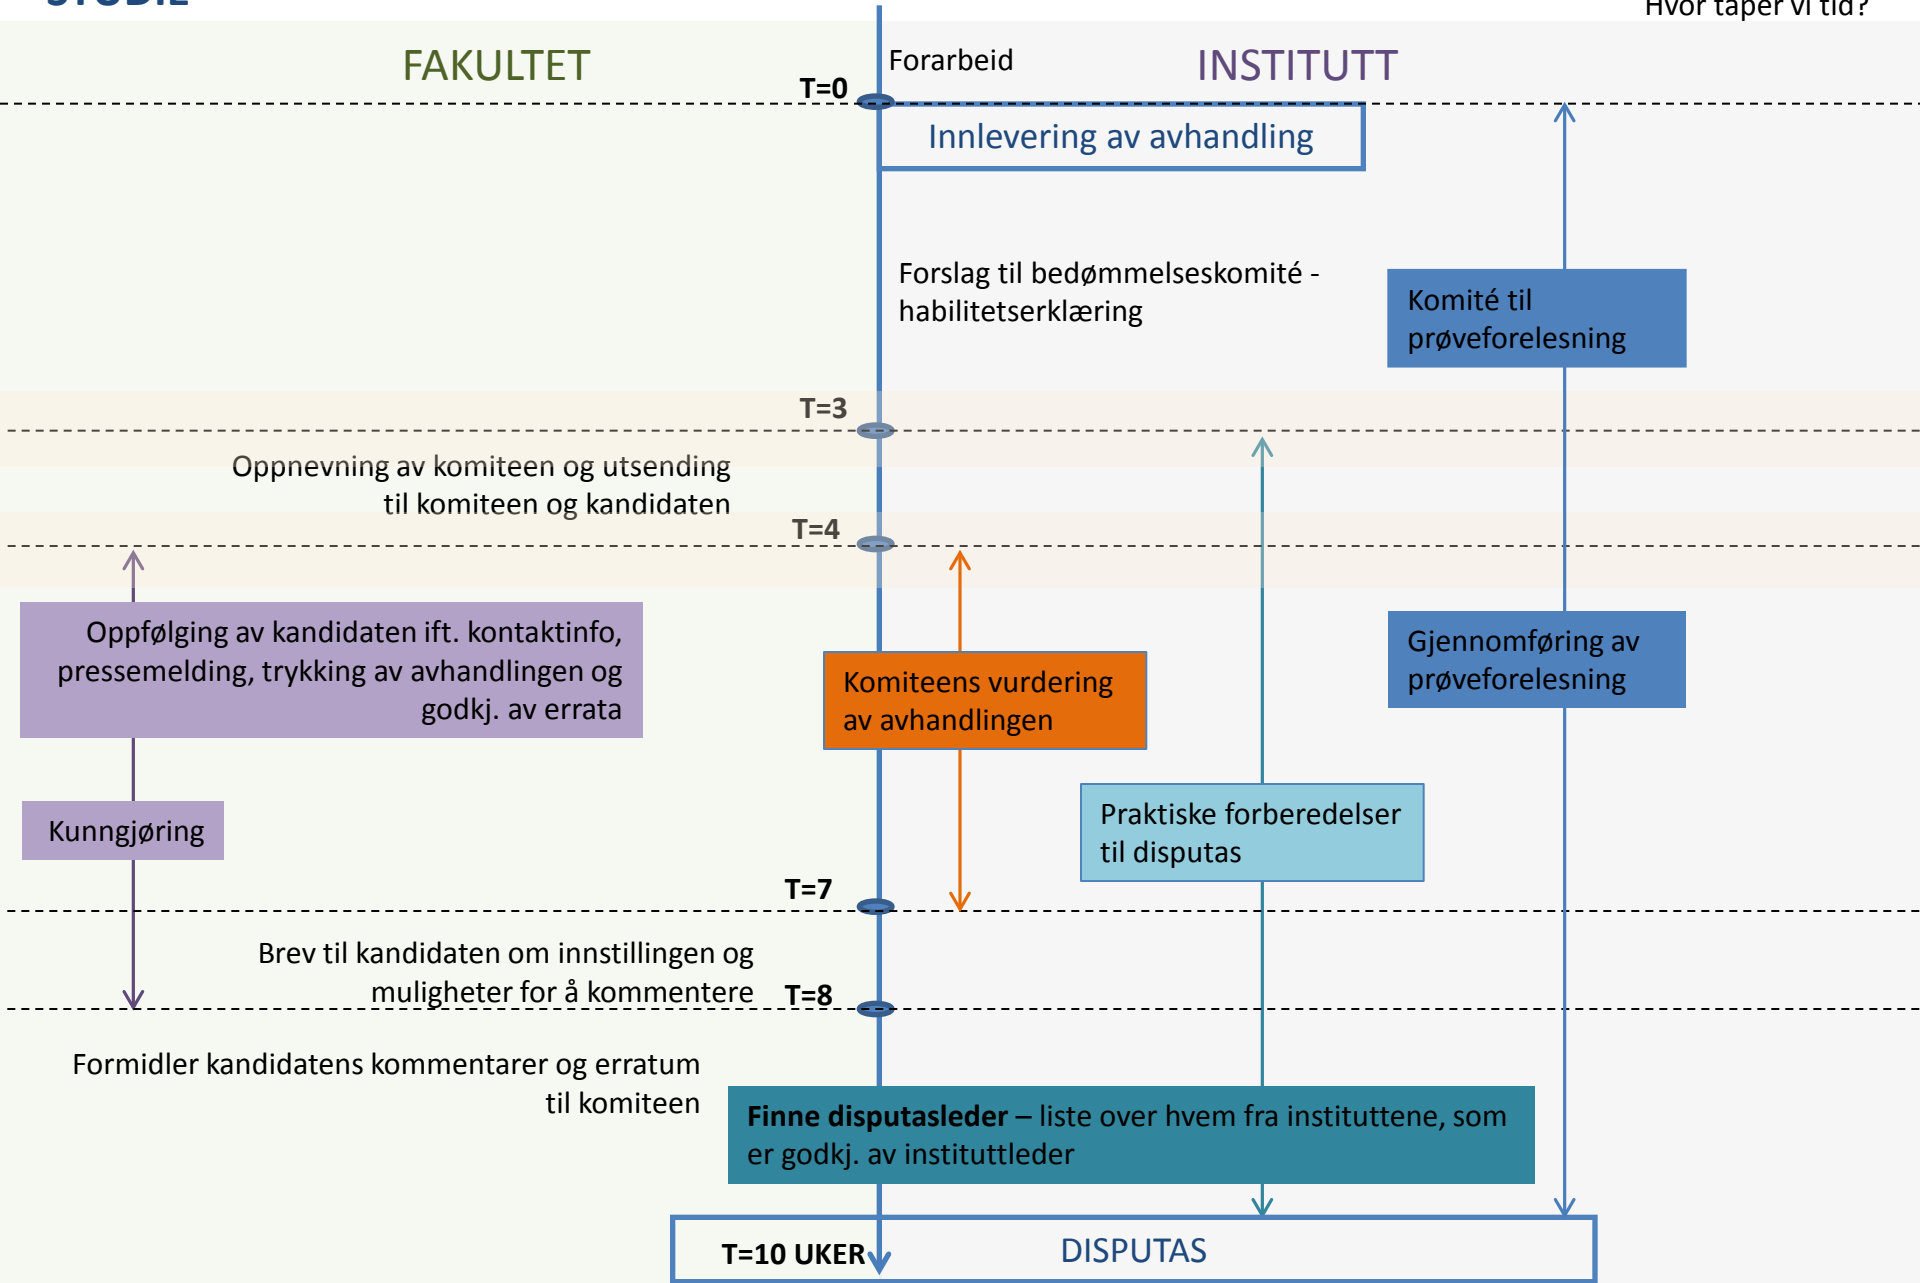 Hvor taper vi tid?
FAKULTET
Forarbeid
INSTITUTT
T=0
Innlevering av avhandling
Forslag til bedømmelseskomité -
habilitetserklæring
Komité til
prøveforelesning
T=3
Oppnevning av komiteen og utsending
til komiteen og kandidaten
T=4
Oppfølging av kandidaten ift. kontaktinfo,
pressemelding, trykking av avhandlingen og
godkj. av errata
Komiteens vurdering
av avhandlingen
Gjennomføring av
prøveforelesning
Kunngjøring
Praktiske forberedelser
til disputas
T=7
Brev til kandidaten om innstillingen og
muligheter for å kommentere
T=8
Formidler kandidatens kommentarer og erratum
til komiteen
Finne disputasleder – liste over hvem fra instituttene, som
er godkj. av instituttleder
T=10 UKER
DISPUTAS